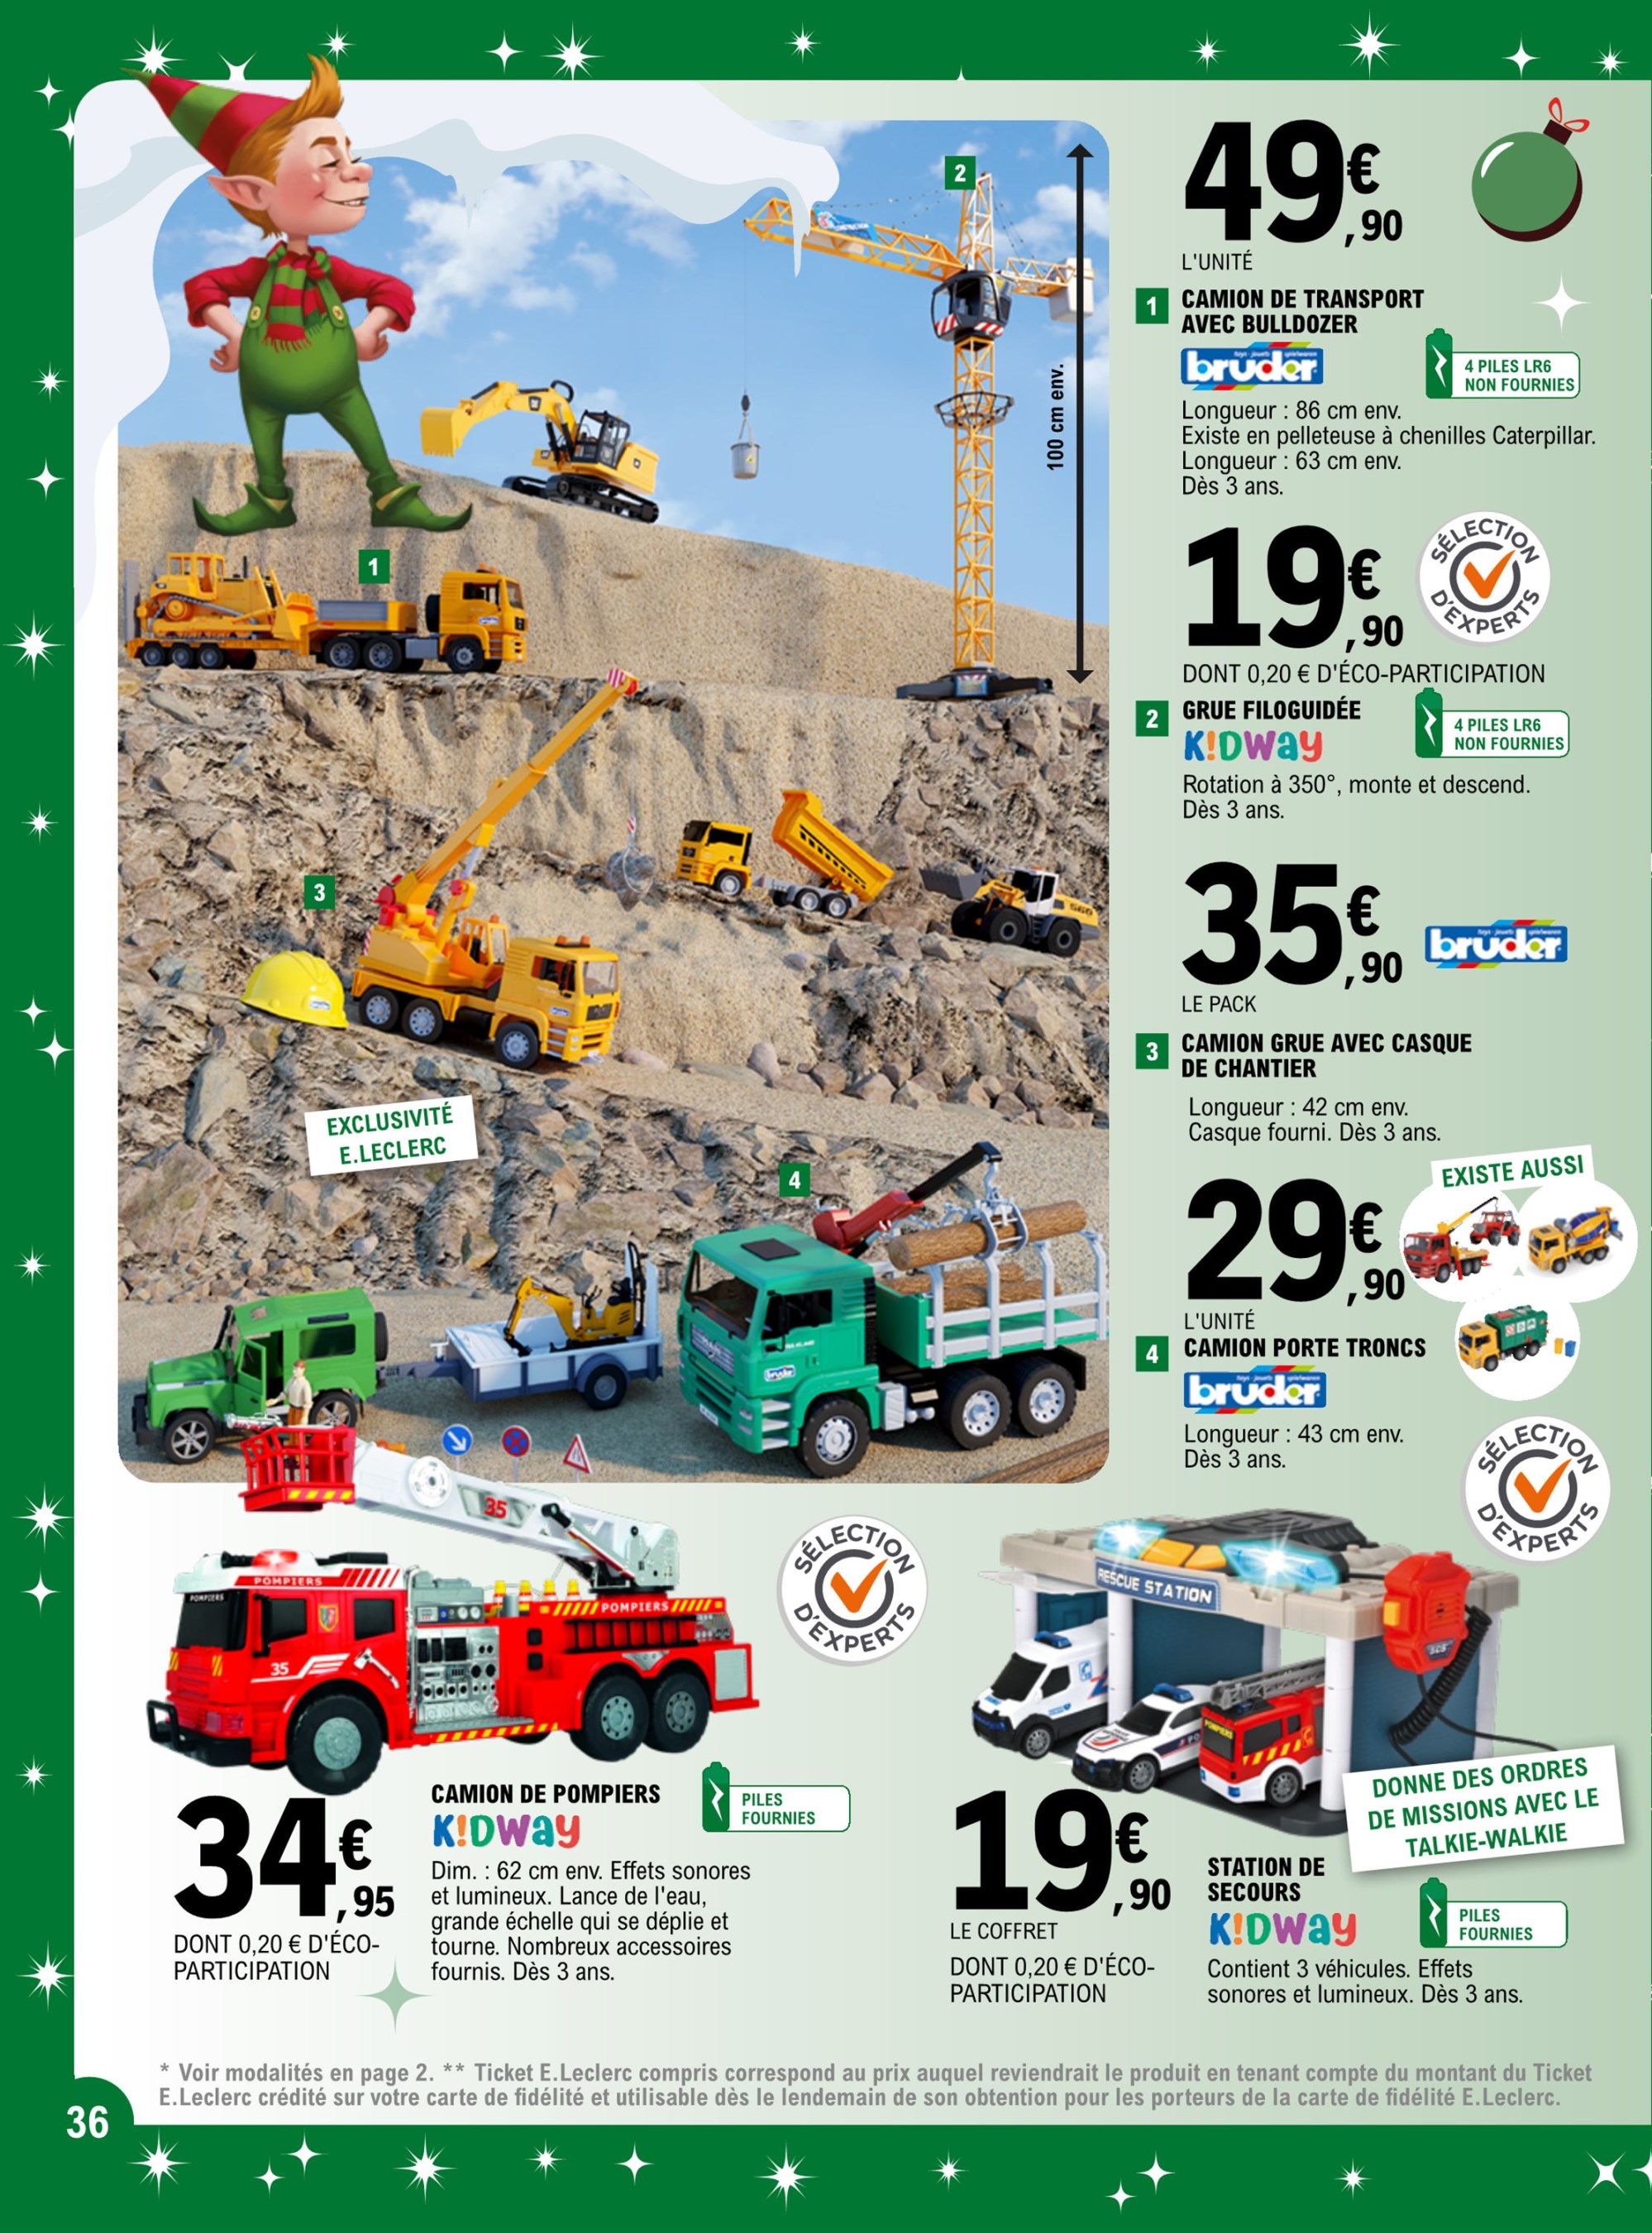 2
100 cm env.
1
3
EXCLUSIVITÉ
E.LECLERC
4
49€,90
L'UNITÉ
1 CAMION DE TRANSPORT
AVEC BULLDOZER
bruder
4 PILES LR6
NON FOURNIES
Longueur : 86 cm env.
Existe en pelleteuse à chenilles Caterpillar.
Longueur : 63 cm env.
Dès 3 ans.
19€,90
SÉLECTION
D'EXPERTS
DONT 0,20 € D'ÉCO-PARTICIPATION
2 GRUE FILOGUIDÉE
K!DWay
4 PILES LR6
NON FOURNIES
Rotation à 350°, monte et descend.
Dès 3 ans.
35€,90
bruder
LE PACK
3 CAMION GRUE AVEC CASQUE
DE CHANTIER
Longueur : 42 cm env.
Casque fourni. Dès 3 ans.
EXISTE AUSSI
29€,90
L'UNITÉ
4 CAMION PORTE TRONCS
bruder
Longueur : 43 cm env.
Dès 3 ans.
SÉLECTION
D'EXPERTS
35
POMPIERS
POMPIERS
POMPIERS
35
SÉLECTION
D'EXPERTS
34€,95
DONT 0,20 € D'ÉCO-
PARTICIPATION
CAMION DE POMPIERS
K!DWay
PILES
FOURNIES
Dim. : 62 cm env. Effets sonores
et lumineux. Lance de l'eau,
grande échelle qui se déplie et
tourne. Nombreux accessoires
fournis. Dès 3 ans.
RESCUE STATION
POMPIERS
DONNE DES ORDRES
DE MISSIONS AVEC LE
TALKIE-WALKIE
19€,90
LE COFFRET
DONT 0,20 € D'ÉCO-
PARTICIPATION
STATION DE
SECOURS
K!DWay
PILES
FOURNIES
Contient 3 véhicules. Effets
sonores et lumineux. Dès 3 ans.
* Voir modalités en page 2. ** Ticket E.Leclerc compris correspond au prix auquel reviendrait le produit en tenant compte du montant du Ticket
E.Leclerc crédité sur votre carte de fidélité et utilisable dès le lendemain de son obtention pour les porteurs de la carte de fidélité E.Leclerc.
36